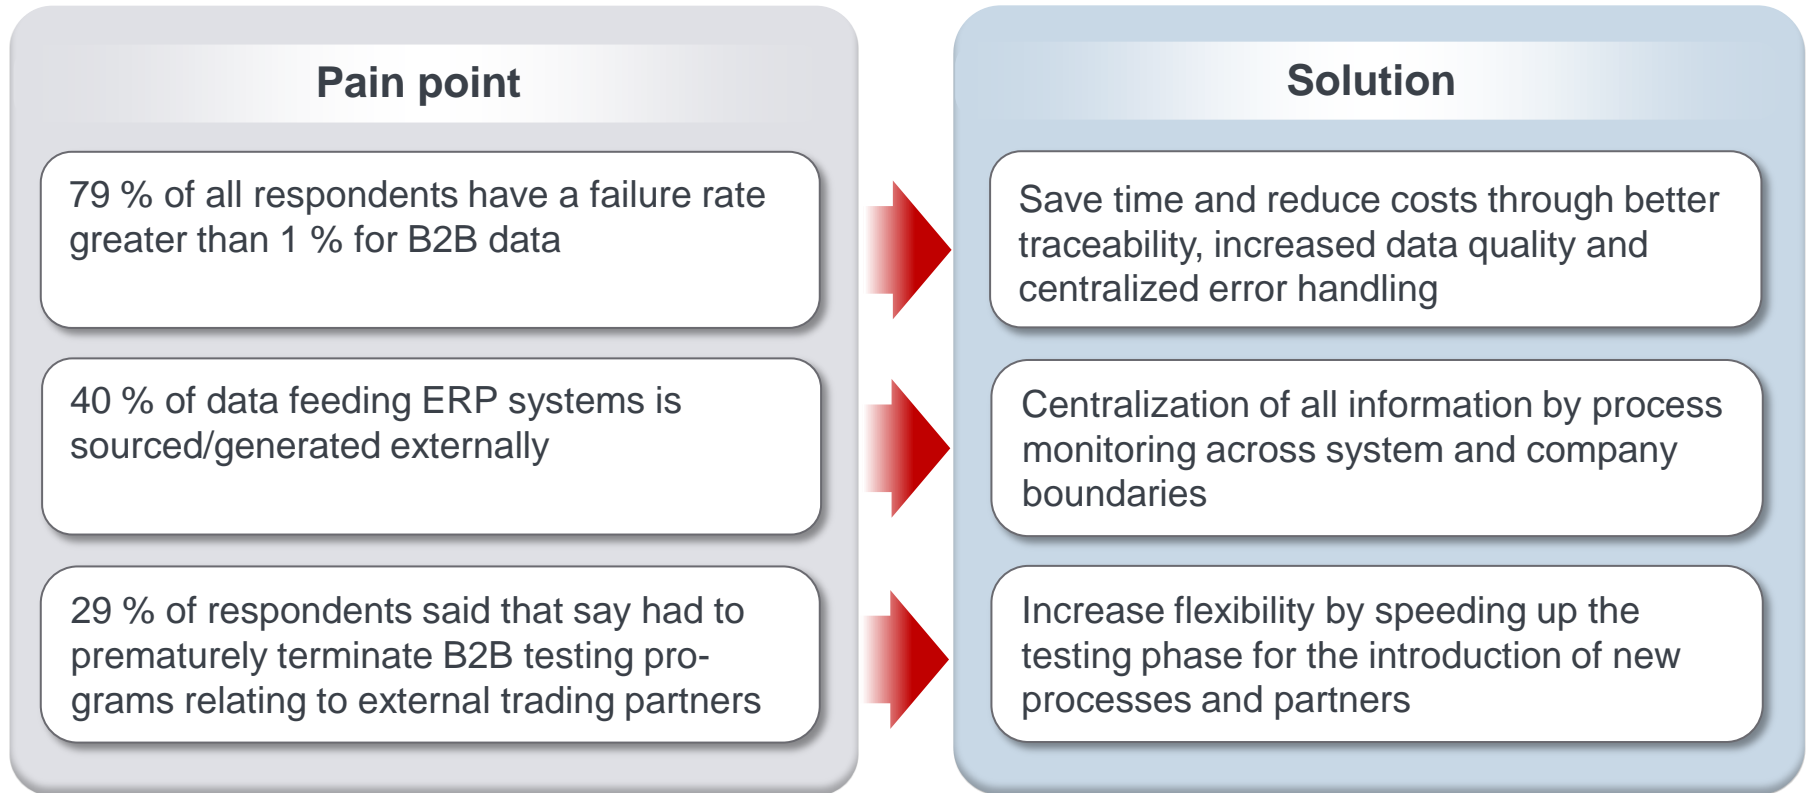 Pain point
79 % of all respondents have a failure rate
greater than 1 % for B2B data
40 % of data feeding ERP systems is
sourced/generated externally
29 % of respondents said that say had to
prematurely terminate B2B testing pro-
grams relating to external trading partners
Solution
Save time and reduce costs through better
traceability, increased data quality and
centralized error handling
Centralization of all information by process
monitoring across system and company
boundaries
Increase flexibility by speeding up the
testing phase for the introduction of new
processes and partners